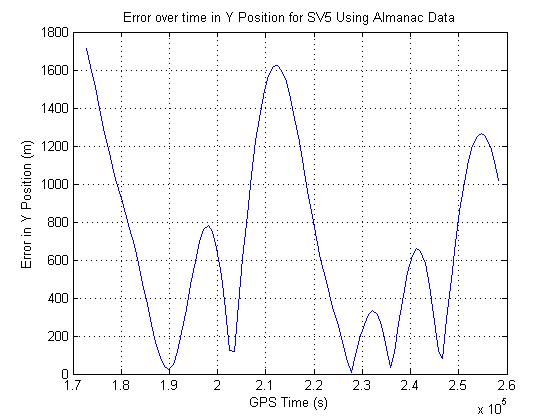 Error over time in Y Position for SV5 Using Almanac Data
1800
1600
1400
1200
1000
800
600
400
200
0
Error in Y Position (m)
1.7 1.8 1.9 2 2.1 2.2 2.3 2.4 2.5 2.6
GPS Time (s)
x 10^5